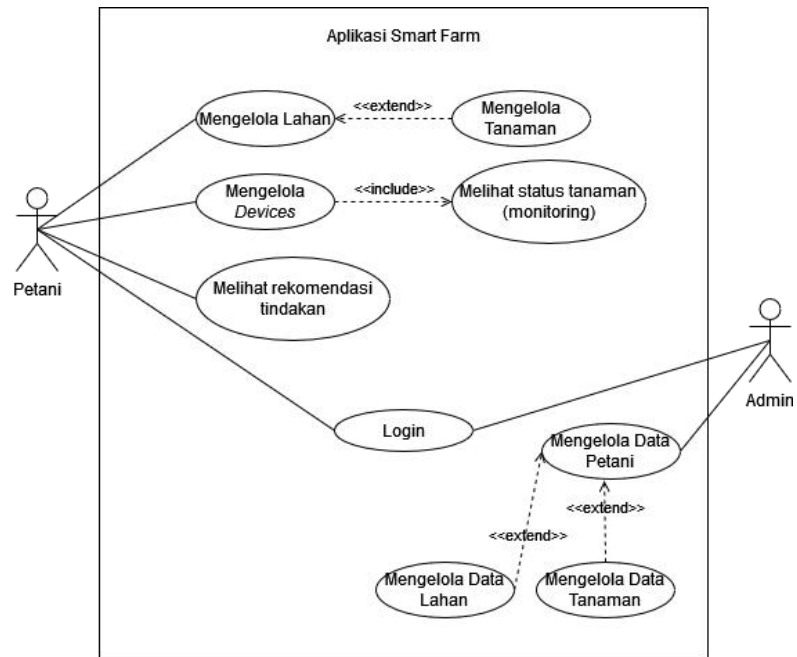 Aplikasi Smart Farm
Mengelola Lahan
<<extend>>
Mengelola
Tanaman
Mengelola
Devices
<<include>>
Melihat status tanaman
(monitoring)
Petani
Melihat rekomendasi
tindakan
Admin
Login
Mengelola Data
Petani
<<extend>>
<<extend>>
Mengelola Data
Lahan
Mengelola Data
Tanaman